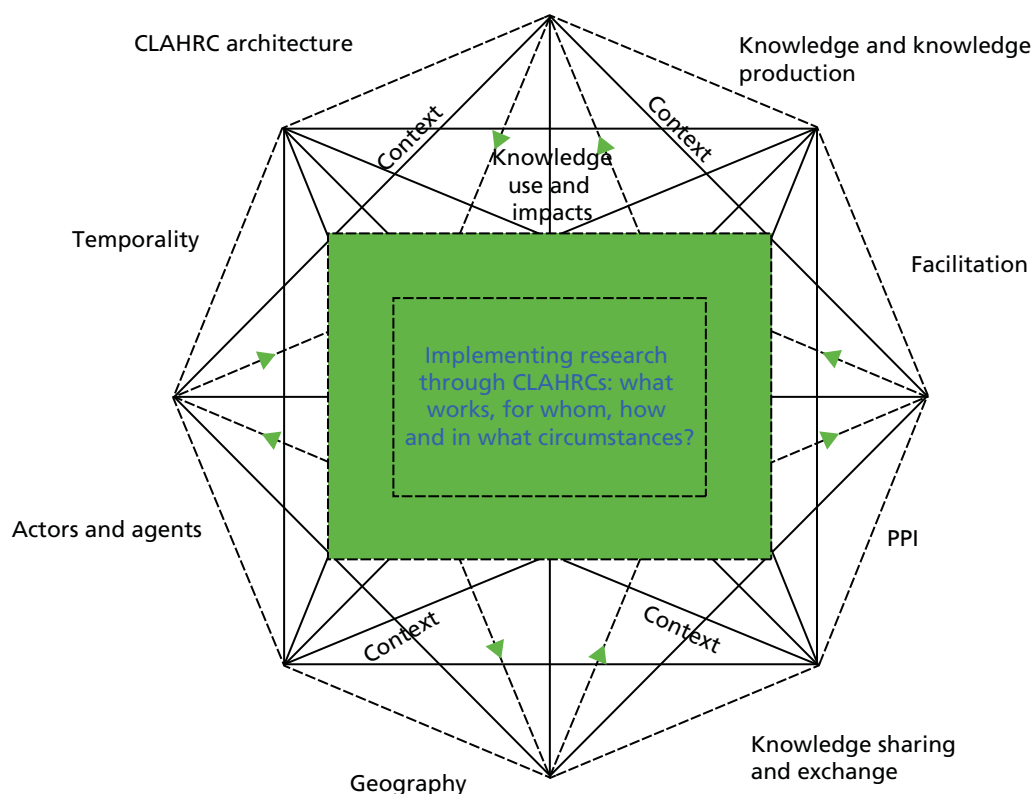 CLAHRC architecture
Knowledge and knowledge
production
Context
Context
Knowledge
use and
impacts
Temporality
Facilitation
Implementing research
through CLAHRCs: what
works, for whom, how
and in what circumstances?
Actors and agents
PPI
Context
Context
Knowledge sharing
and exchange
Geography